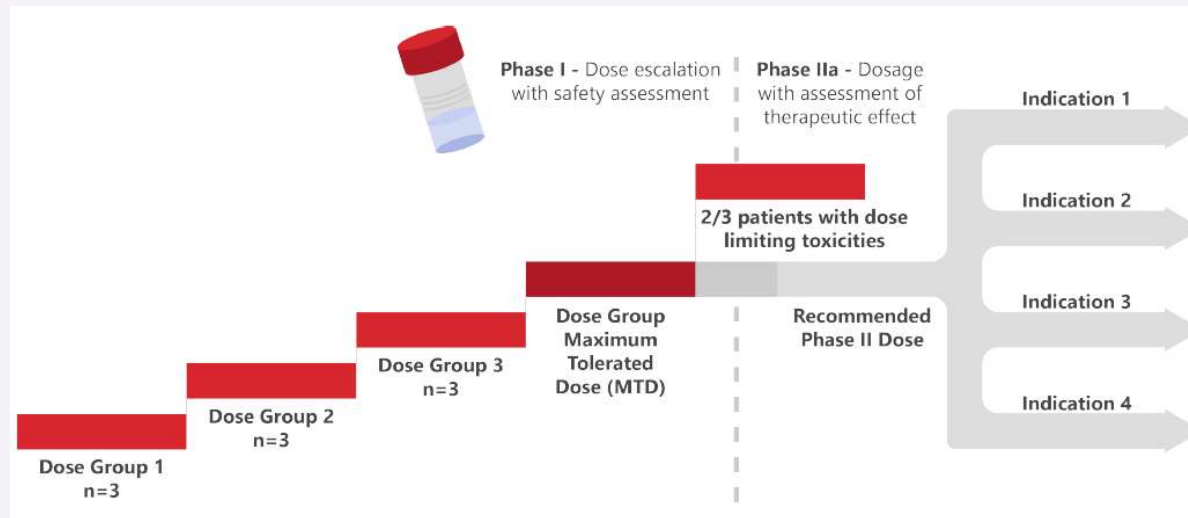 Phase I - Dose escalation
with safety assessment
Phase IIa - Dosage
with assessment of
therapeutic effect
Indication 1
Indication 2
Indication 3
Indication 4
2/3 patients with dose
limiting toxicities
Recommended
Phase II Dose
Dose Group
Maximum
Tolerated
Dose (MTD)
Dose Group 3
n=3
Dose Group 2
n=3
Dose Group 1
n=3